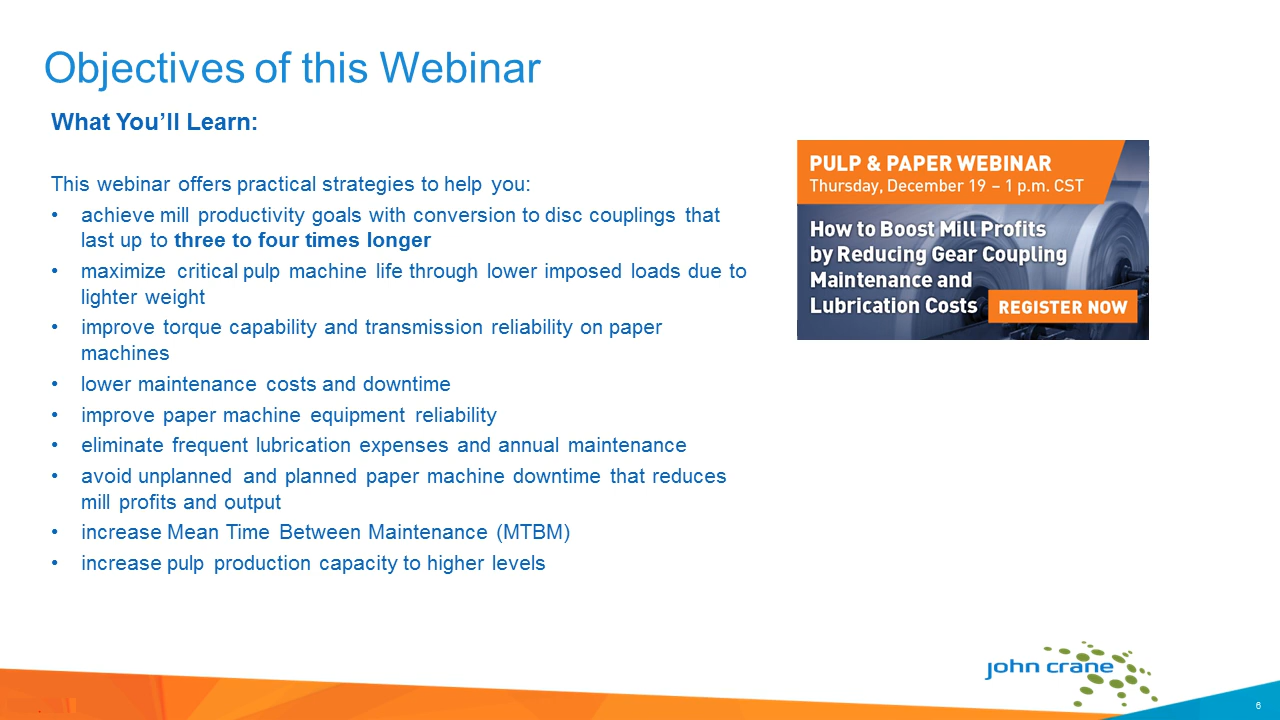 Objectives of this Webinar
What You’ll Learn:
This webinar offers practical strategies to help you:
• achieve mill productivity goals with conversion to disc couplings that
last up to three to four times longer
• maximize critical pulp machine life through lower imposed loads due to
lighter weight
• improve torque capability and transmission reliability on paper
machines
• lower maintenance costs and downtime
• improve paper machine equipment reliability
• eliminate frequent lubrication expenses and annual maintenance
• avoid unplanned and planned paper machine downtime that reduces
mill profits and output
• increase Mean Time Between Maintenance (MTBM)
• increase pulp production capacity to higher levels
PULP & PAPER WEBINAR
Thursday, December 19 – 1 p.m. CST
How to Boost Mill Profits
by Reducing Gear Coupling
Maintenance and
Lubrication Costs
REGISTER NOW
john crane
6
.